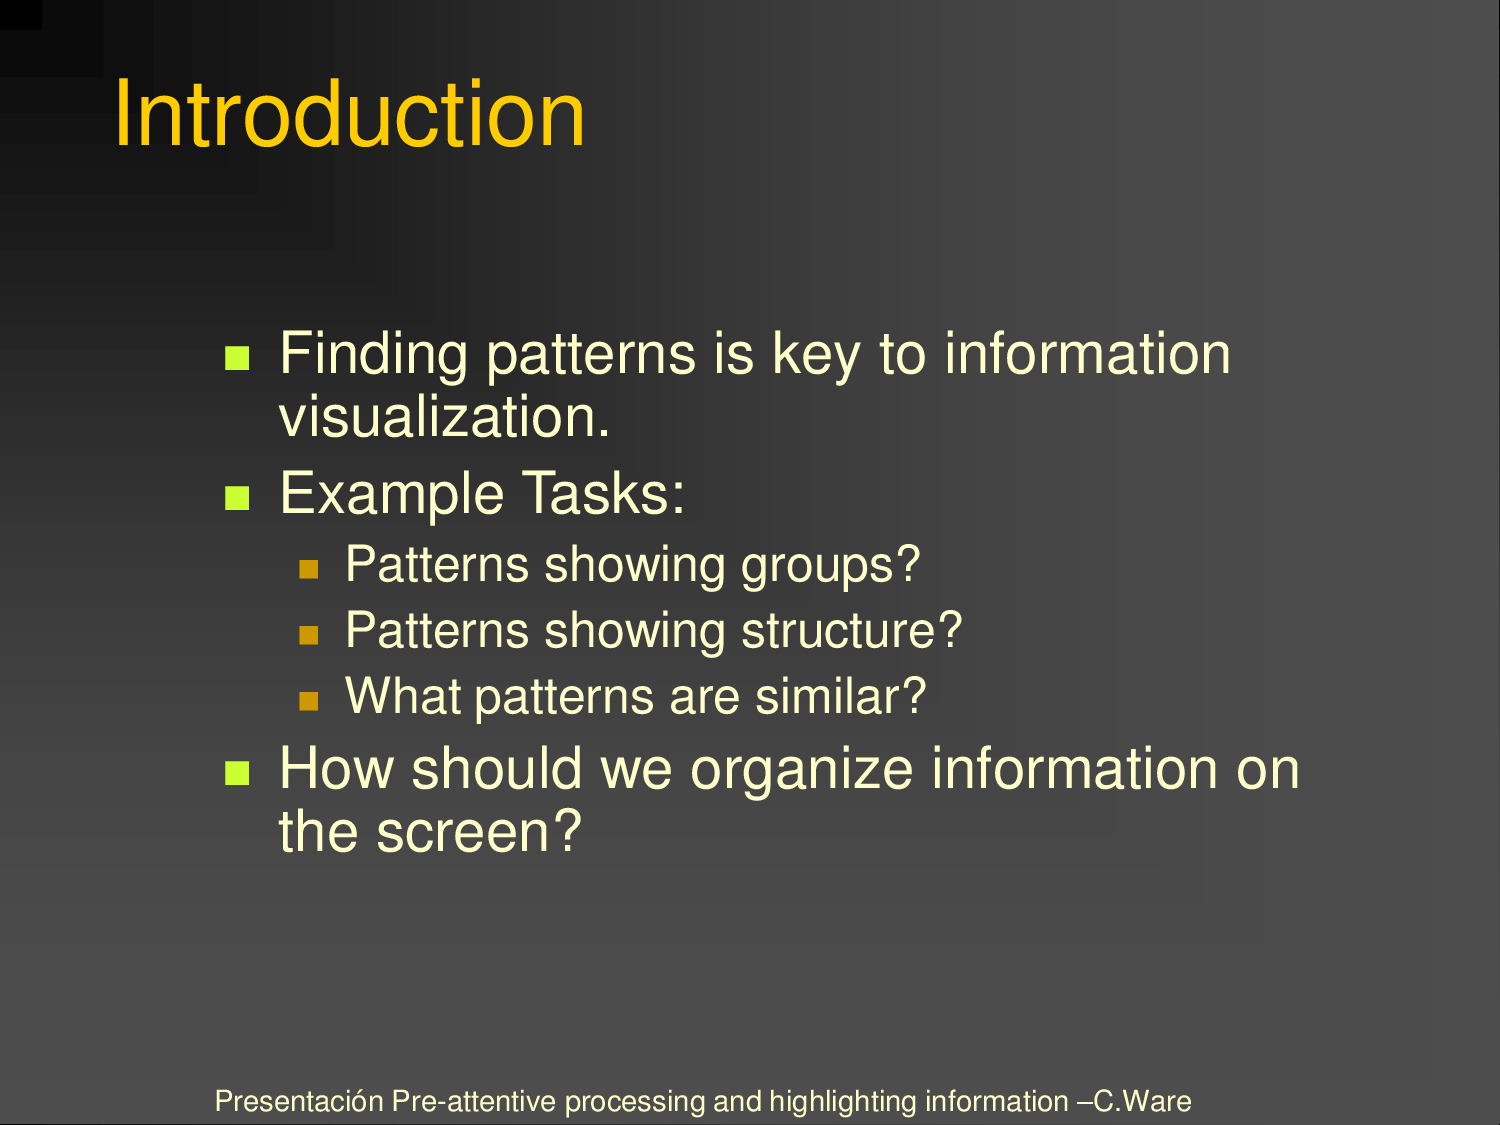 Introduction
Finding patterns is key to information
visualization.
Example Tasks:
Patterns showing groups?
Patterns showing structure?
What patterns are similar?
How should we organize information on
the screen?
Presentación Pre-attentive processing and highlighting information –C.Ware